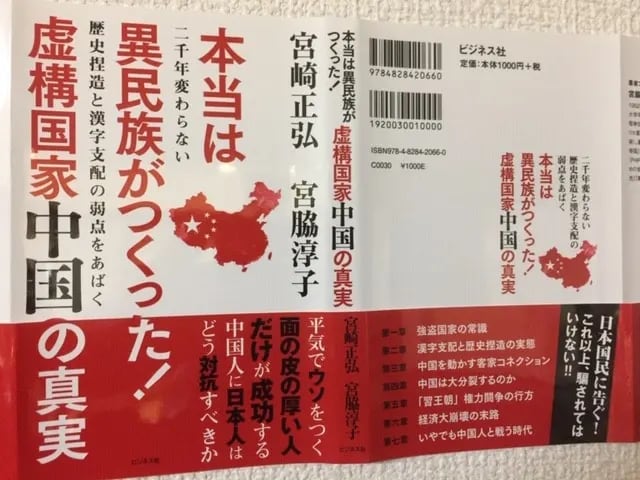 本当は
異民族がつくった!
二千年変わらない
歴史捏造と漢字支配の弱点をあばく
虚構国家中国の真実
宮崎正弘
宮脇淳子
平気でウソをつく
面の皮の厚い人
だけが成功する
中国人に日本人は
どう対抗すべきか
ビジネス社
本当は異民族が
つくった!
虚構国家中国の真実
宮崎正弘
宮脇淳子
ビジネス社
9784828420660
1920030010000
ISBN978-4-8284-2066-0
C0030 ¥1000E
ビジネス社
定価:本体1000円+税
二千年変わらない
歴史捏造と漢字支配の
弱点をあばく
本当は
異民族がつくった!
虚構国家中国の真実
日本国民に告ぐ!
これ以上、騙されては
いけない!!
第一章 強盗国家の常識
第二章 漢字支配と歴史捏造の実態
第三章 中国を動かす客家コネクション
第四章 中国は大分裂するのか
第五章 「習王朝」権力闘争の行方
第六章 経済大崩壊の末路
第七章 いやでも中国人と戦う時代